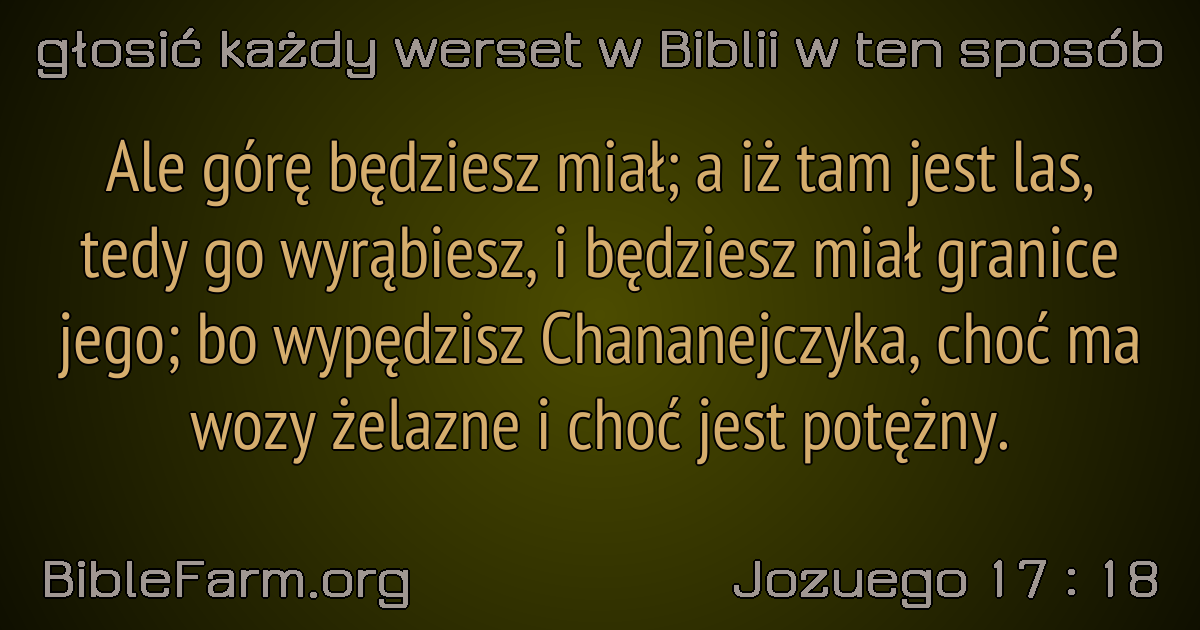 głosić każdy werset w Biblii w ten sposób
Ale górę będziesz miał; a iż tam jest las,
tedy go wyrąbiesz, i będziesz miał granice
jego; bo wypędzisz Chananejczyka, choć ma
wozy żelazne i choć jest potężny.
BibleFarm.org
Jozuego 17 : 18